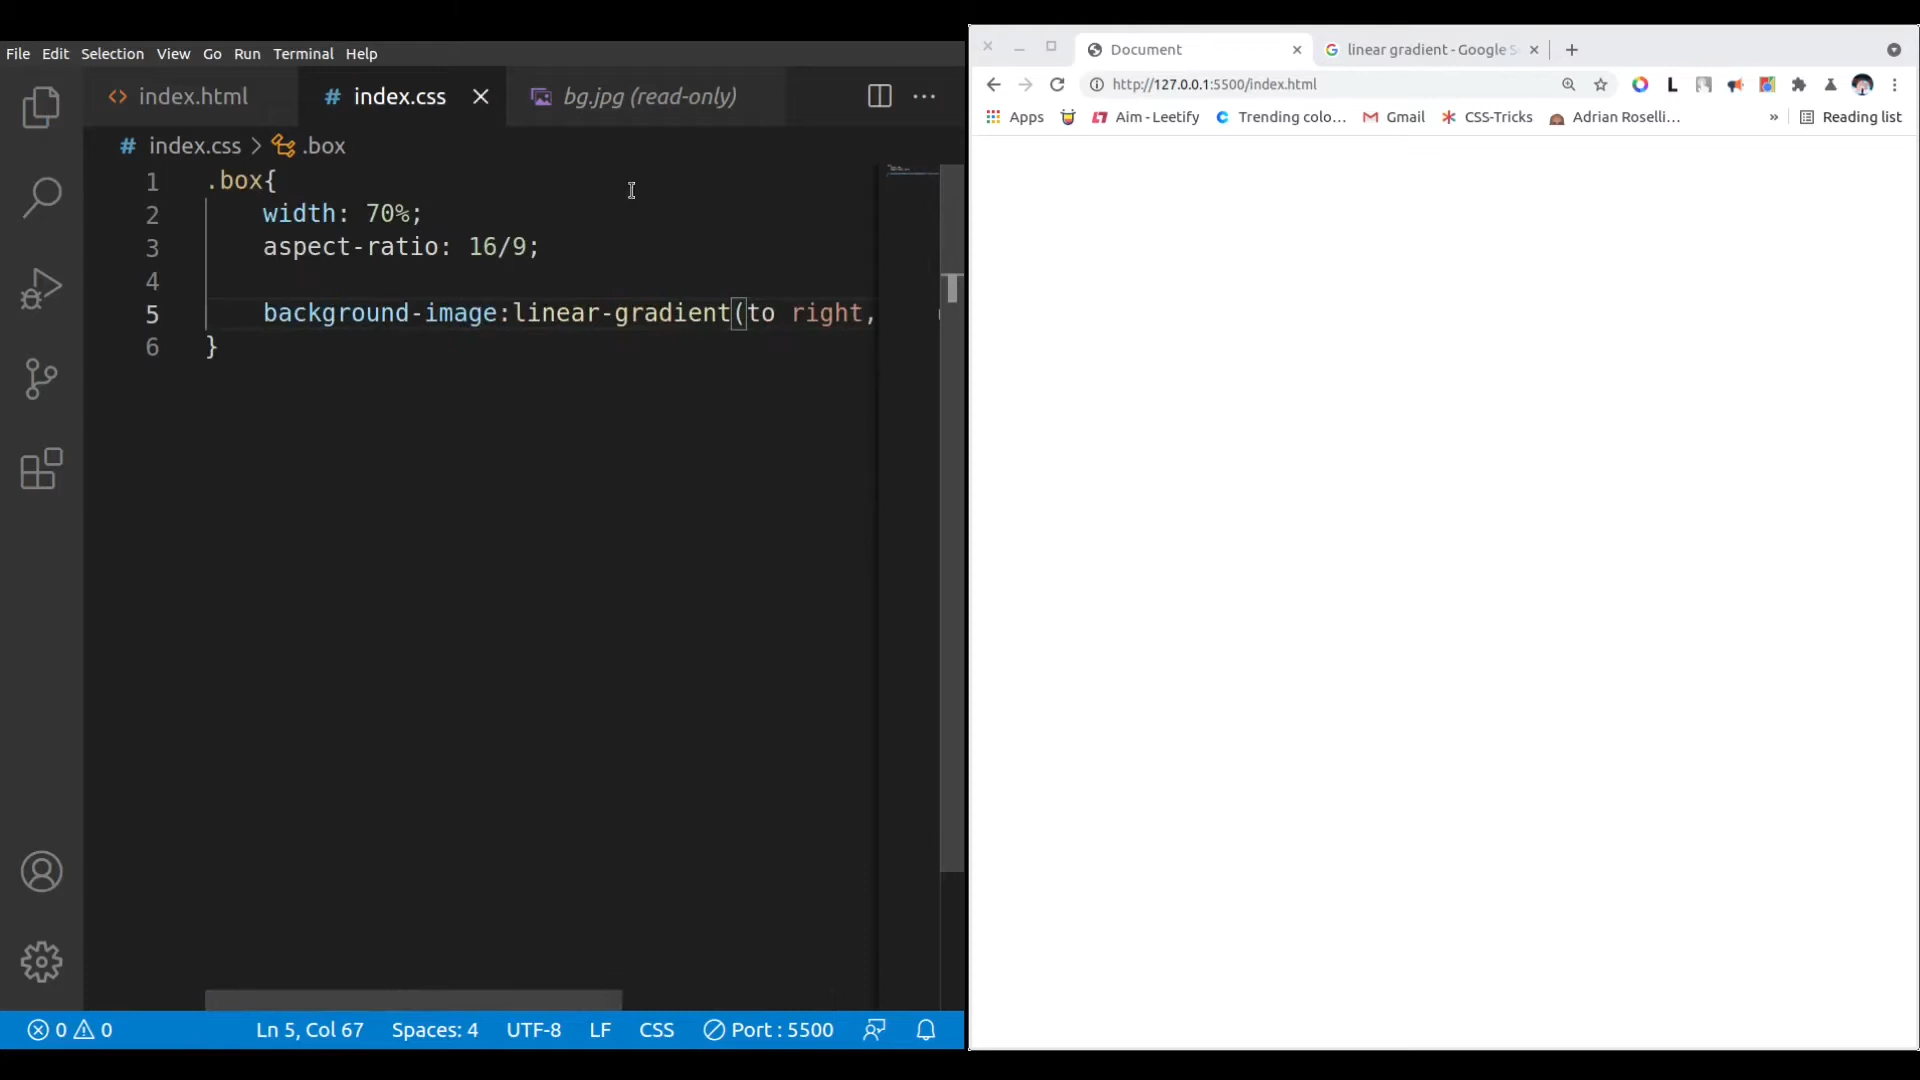 File Edit Selection View Go Run Terminal Help
index.html
# index.css
bg.jpg (read-only)
# index.css > .box
1 .box{
2 width: 70%;
3 aspect-ratio: 16/9;
4
5 background-image:linear-gradient(to right,
6 }
0 0 Ln 5, Col 67 Spaces: 4 UTF-8 LF CSS Port : 5500
Document
linear gradient - Google S
http://127.0.0.1:5500/index.html
L
Apps Aim - Leetify Trending colo... Gmail CSS-Tricks Adrian Roselli... » Reading list